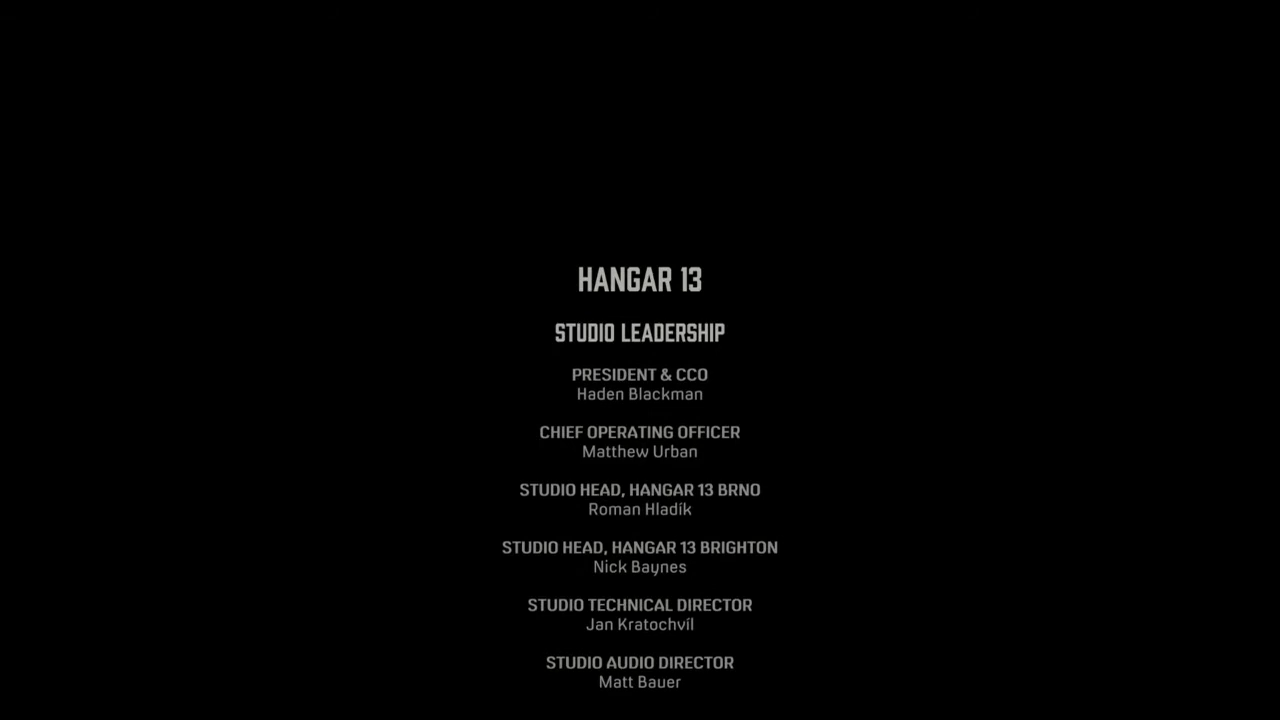 HANGAR 13
STUDIO LEADERSHIP
PRESIDENT & CCO
Haden Blackman
CHIEF OPERATING OFFICER
Matthew Urban
STUDIO HEAD, HANGAR 13 BRNO
Roman Hladík
STUDIO HEAD, HANGAR 13 BRIGHTON
Nick Baynes
STUDIO TECHNICAL DIRECTOR
Jan Kratochvíl
STUDIO AUDIO DIRECTOR
Matt Bauer